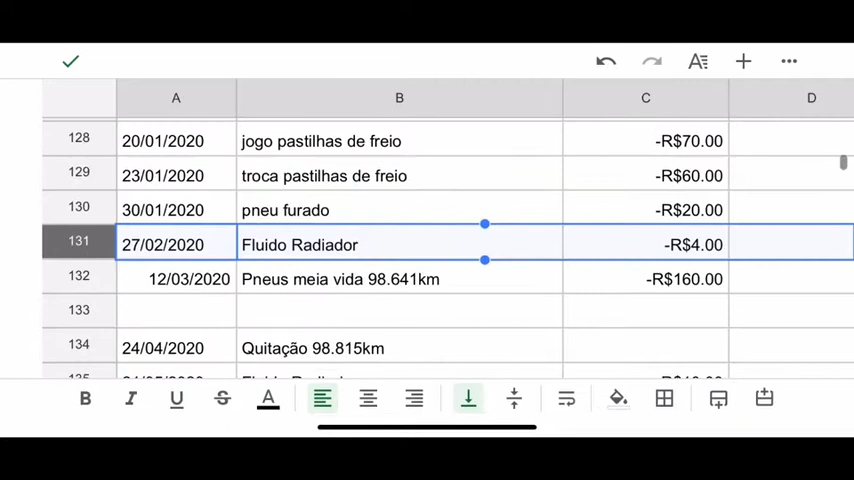 A B C D
128 20/01/2020 jogo pastilhas de freio -R$70.00
129 23/01/2020 troca pastilhas de freio -R$60.00
130 30/01/2020 pneu furado -R$20.00
131 27/02/2020 Fluido Radiador -R$4.00
132 12/03/2020 Pneus meia vida 98.641km -R$160.00
133
134 24/04/2020 Quitação 98.815km
B I U S A